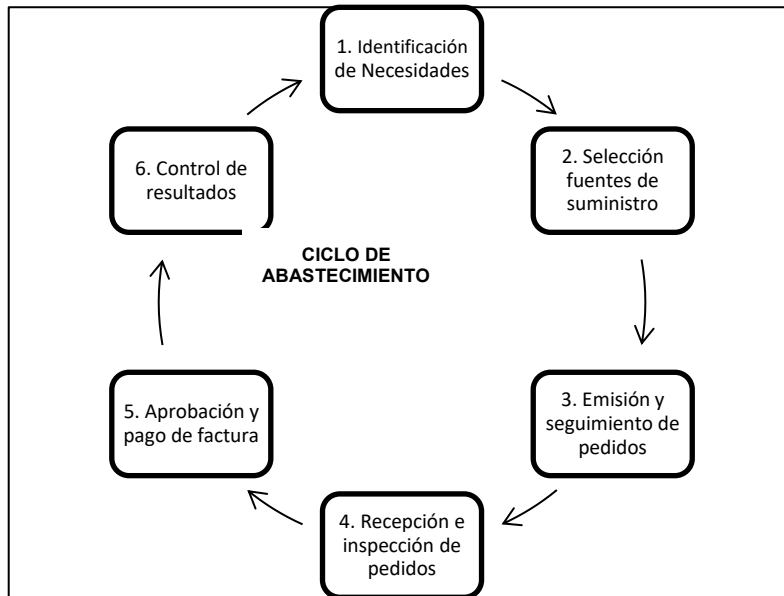 1. Identificación
de Necesidades
2. Selección
fuentes de
suministro
3. Emisión y
seguimiento de
pedidos
4. Recepción e
inspección de
pedidos
5. Aprobación y
pago de factura
6. Control de
resultados
CICLO DE
ABASTECIMIENTO